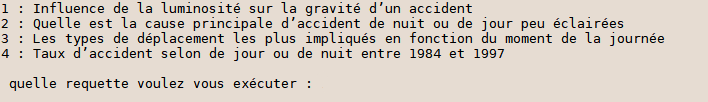 1 : Influence de la luminosité sur la gravité d’un accident
2 : Quelle est la cause principale d’accident de nuit ou de jour peu éclairées
3 : Les types de déplacement les plus impliqués en fonction du moment de la journée
4 : Taux d’accident selon de jour ou de nuit entre 1984 et 1997
quelle requette voulez vous exécuter :